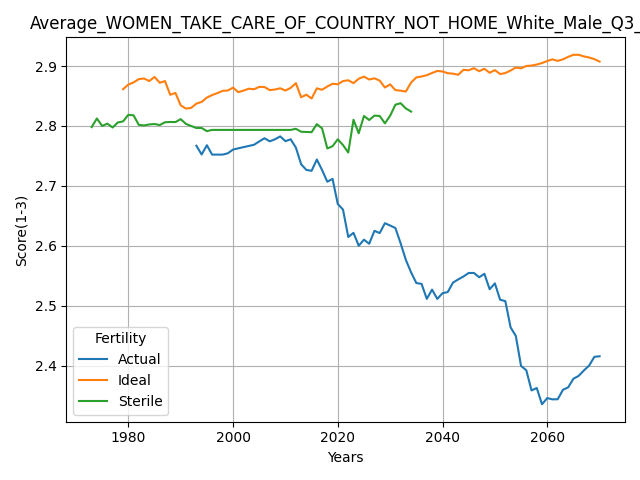 Average_WOMEN_TAKE_CARE_OF_COUNTRY_NOT_HOME_White_Male_Q3_
2.9
2.8
2.7
2.6
2.5
2.4
Score(1-3)
Fertility
Actual
Ideal
Sterile
1980
2000
2020
2040
2060
Years